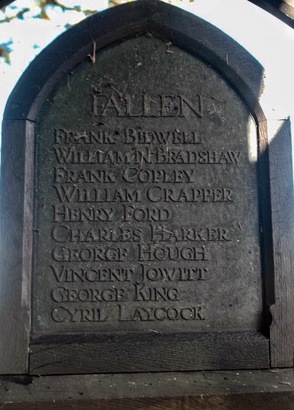 FALLEN
FRANK BIDWELL
WILLIAM N BRADSHAW
FRANK COPLEY
WILLIAM CRAPPER
HENRY FORD
CHARLES HARKER
GEORGE HOUGH
VINCENT JOWITT
GEORGE KING
CYRIL LAYCOCK